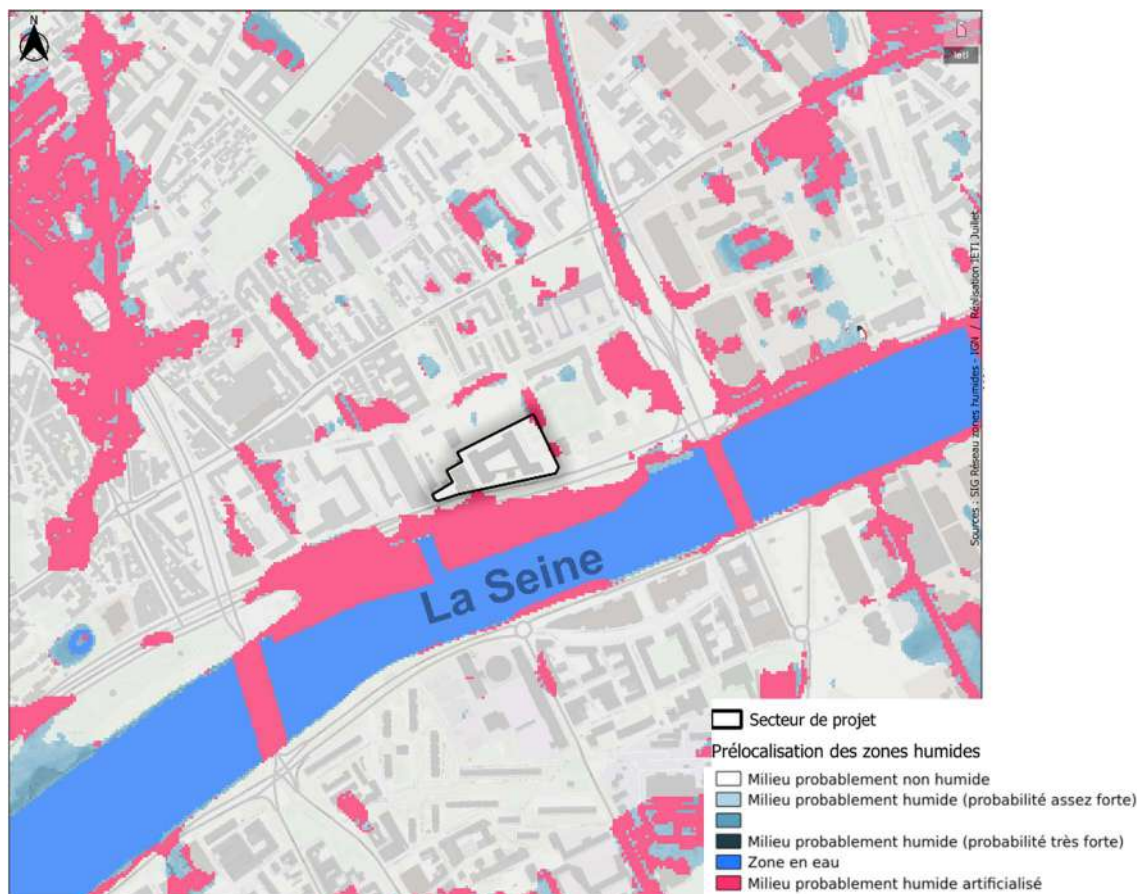 Ieti
Sources : SIG Réseau zones humides - IGN / Réalisation IETI Juillet
La Seine
Secteur de projet
Prélocalisation des zones humides
Milieu probablement non humide
Milieu probablement humide (probabilité assez forte)
Milieu probablement humide (probabilité très forte)
Zone en eau
Milieu probablement humide artificialisé